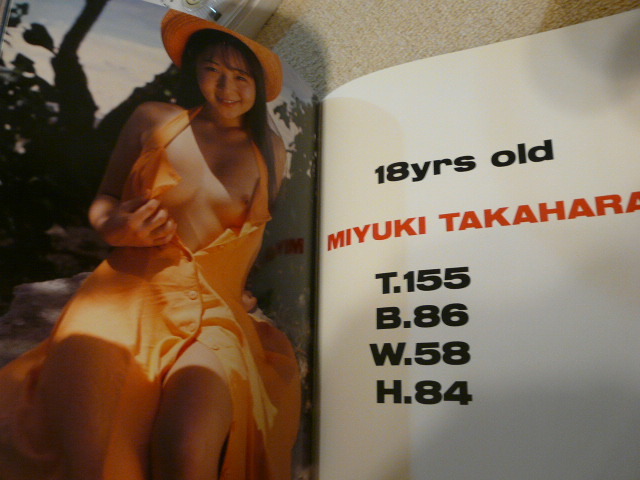 18yrs old
MIYUKI TAKAHARA
T.155
B.86
W.58
H.84